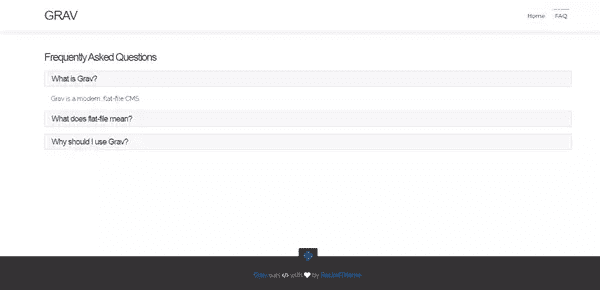 GRAV
Home FAQ
Frequently Asked Questions
What is Grav?
Grav is a modern, flat-file CMS
What does flat-file mean?
Why should I use Grav?
Grav was </> with ♥ by RocketTheme